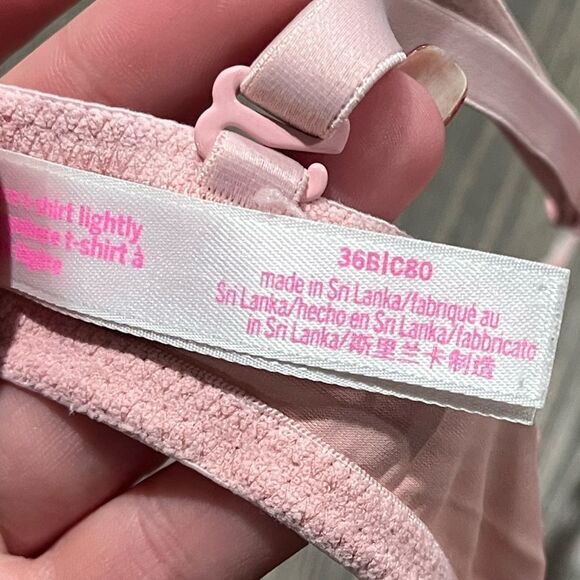 t-shirt lightly
t-shirt à
36B|C80
made in Sri Lanka/fabriqué au
Sri Lanka/hecho en Sri Lanka/fabbricato
in Sri Lanka/斯里兰卡制造